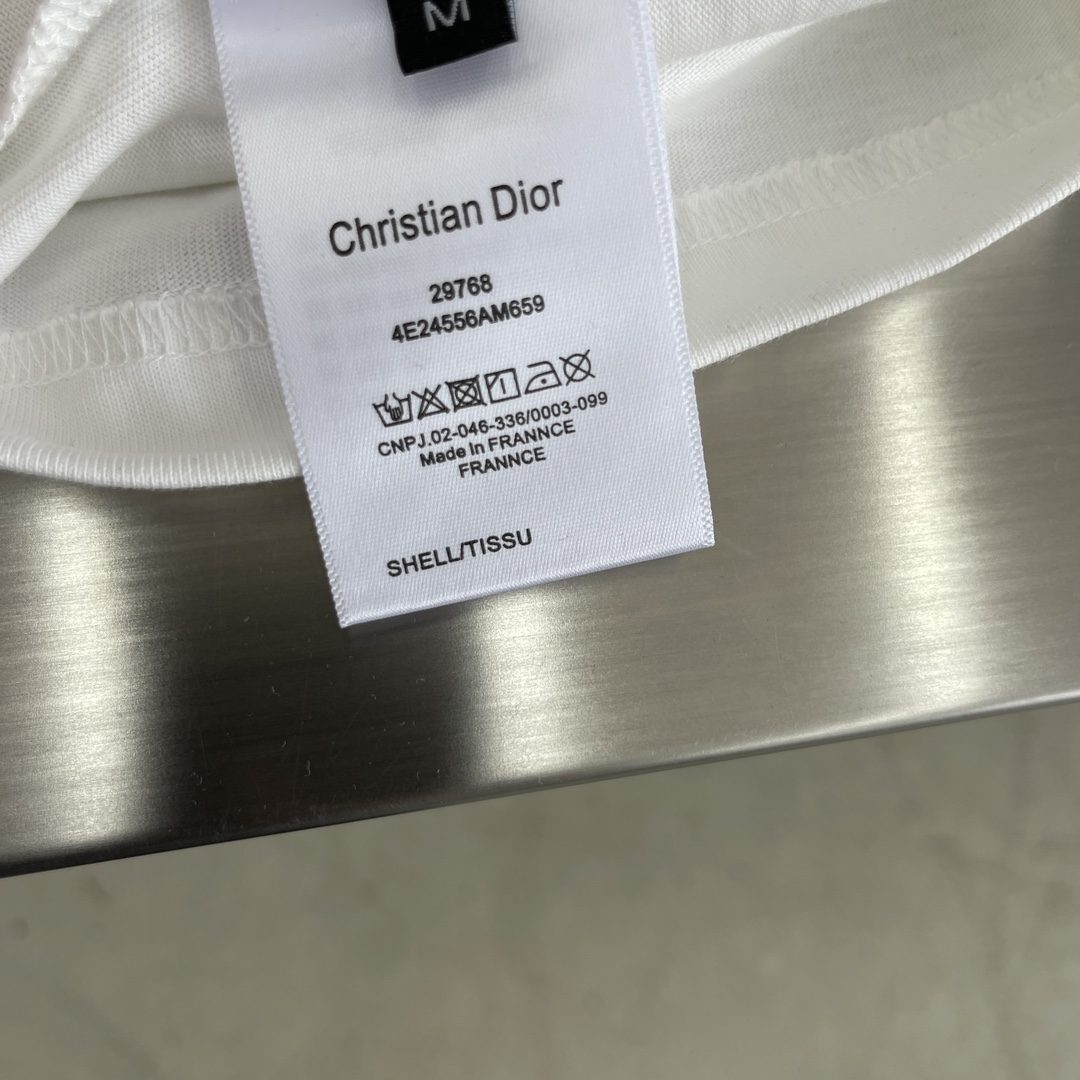 M
Christian Dior
29768
4E24556AM659
CNPJ.02-046-336/0003-099
Made In FRANNCE
FRANNCE
SHELL/TISSU